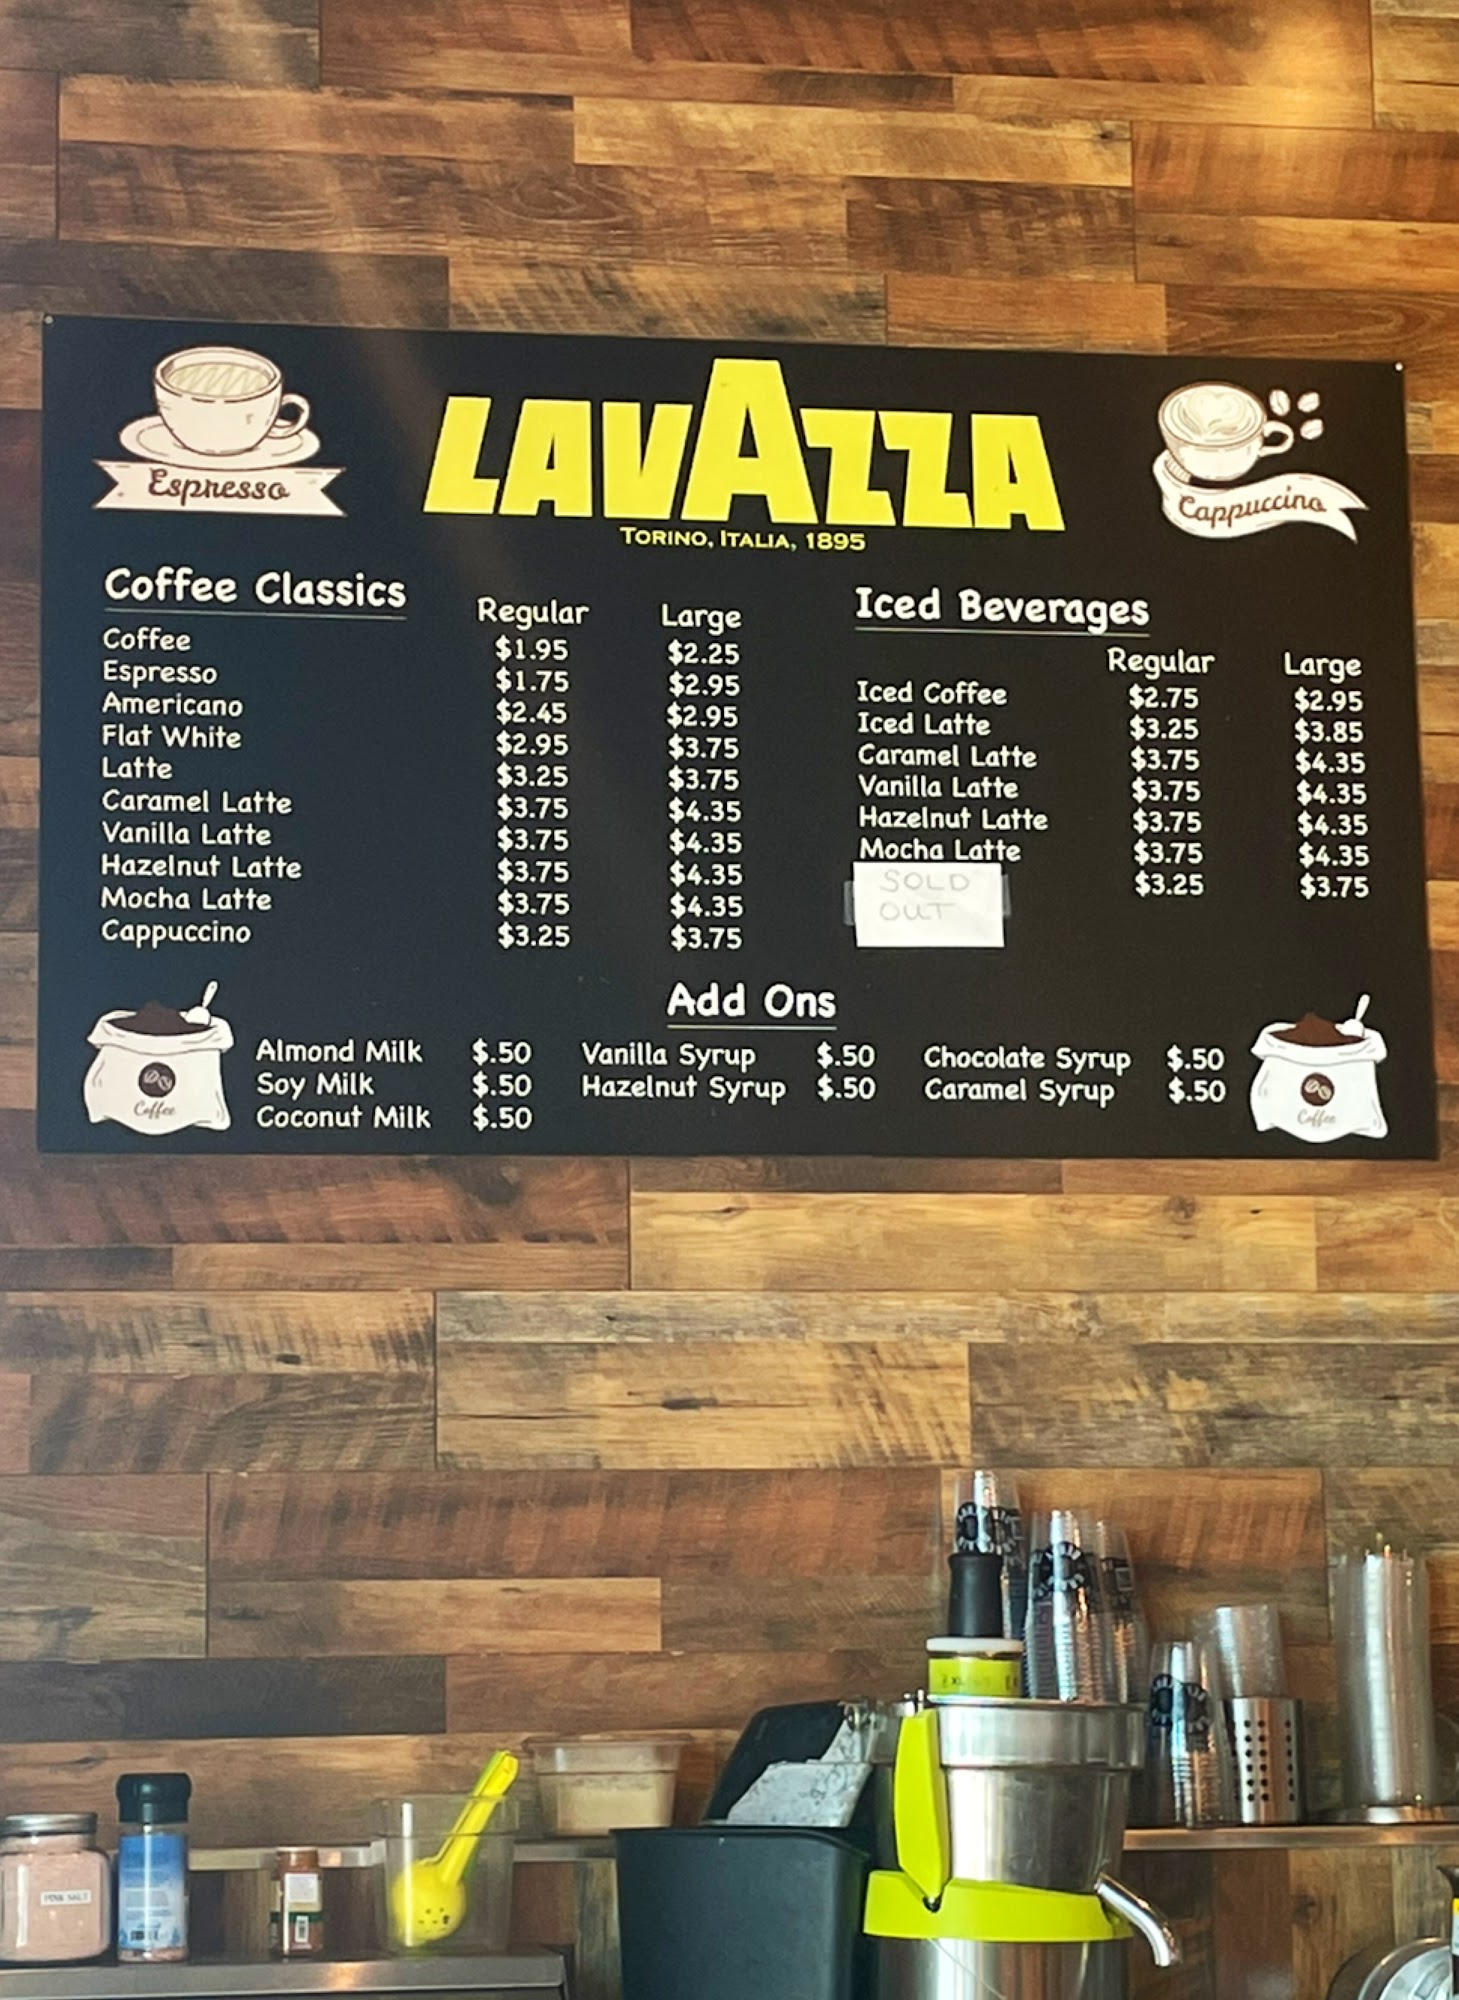 Espresso
LAVAZZA
TORINO, ITALIA, 1895
Cappuccino
Coffee Classics
Regular Large
Coffee $1.95 $2.25
Espresso $1.75 $2.95
Americano $2.45 $2.95
Flat White $2.95 $3.75
Latte $3.25 $3.75
Caramel Latte $3.75 $4.35
Vanilla Latte $3.75 $4.35
Hazelnut Latte $3.75 $4.35
Mocha Latte $3.75 $4.35
Cappuccino $3.25 $3.75
Iced Beverages
Regular Large
Iced Coffee $2.75 $2.95
Iced Latte $3.25 $3.85
Caramel Latte $3.75 $4.35
Vanilla Latte $3.75 $4.35
Hazelnut Latte $3.75 $4.35
Mocha Latte $3.75 $4.35
SOLD $3.25 $3.75
OUT
Add Ons
Almond Milk $.50 Vanilla Syrup $.50 Chocolate Syrup $.50
Soy Milk $.50 Hazelnut Syrup $.50 Caramel Syrup $.50
Coconut Milk $.50
Coffee
Coffee
PINK SALT